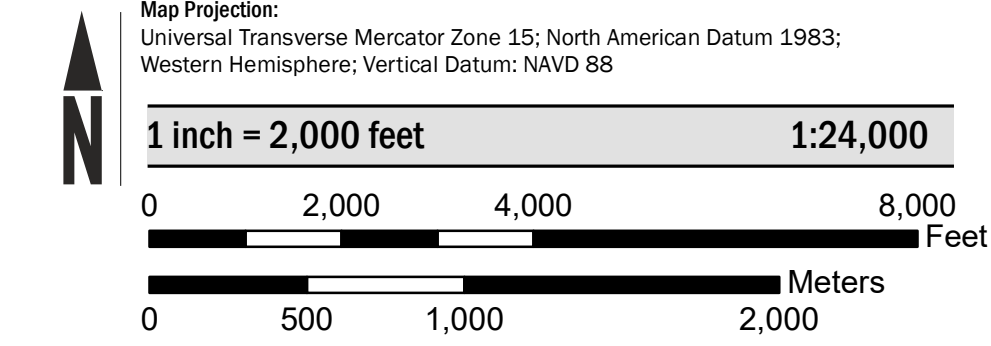 Map Projection:
Universal Transverse Mercator Zone 15; North American Datum 1983;
Western Hemisphere; Vertical Datum: NAVD 88
N
1 inch = 2,000 feet 1:24,000
0 2,000 4,000 8,000
Feet
Meters
0 500 1,000 2,000